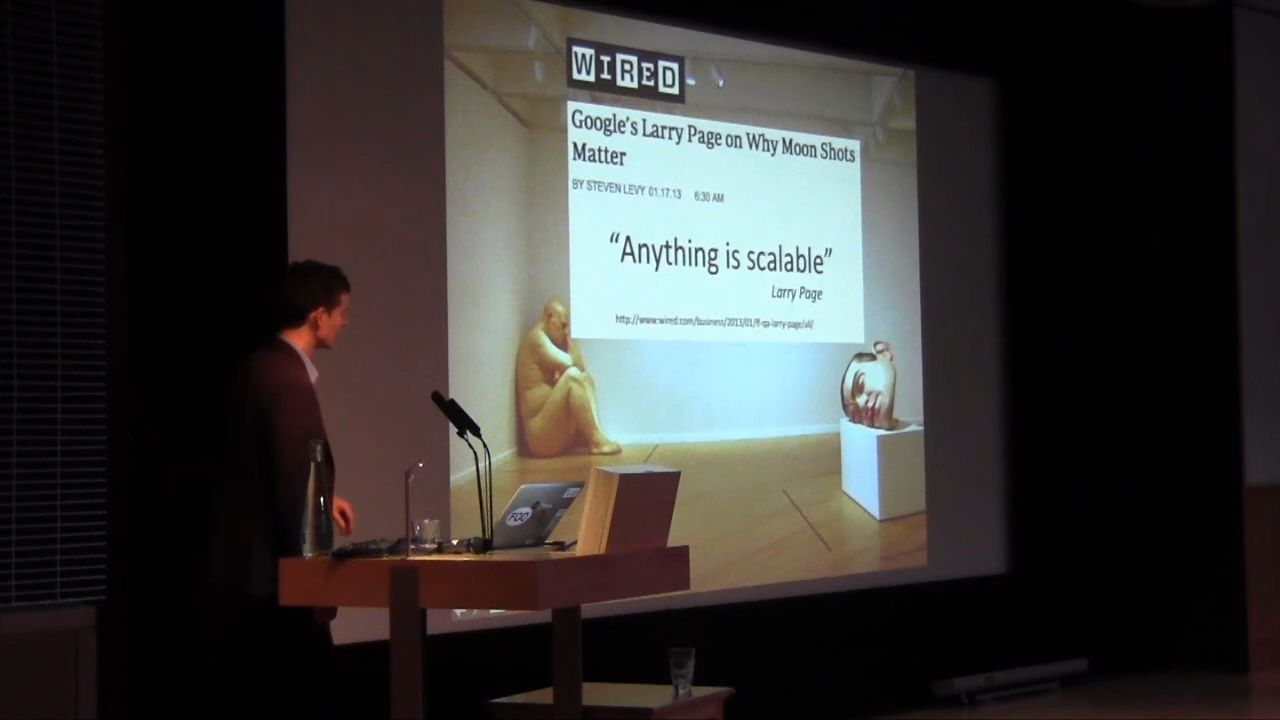 WIRED
Google's Larry Page on Why Moon Shots
Matter
BY STEVEN LEVY 01.17.13 6:30 AM
“Anything is scalable”
Larry Page
http://www.wired.com/business/2013/01/ff-qa-larry-page/all/
FOO